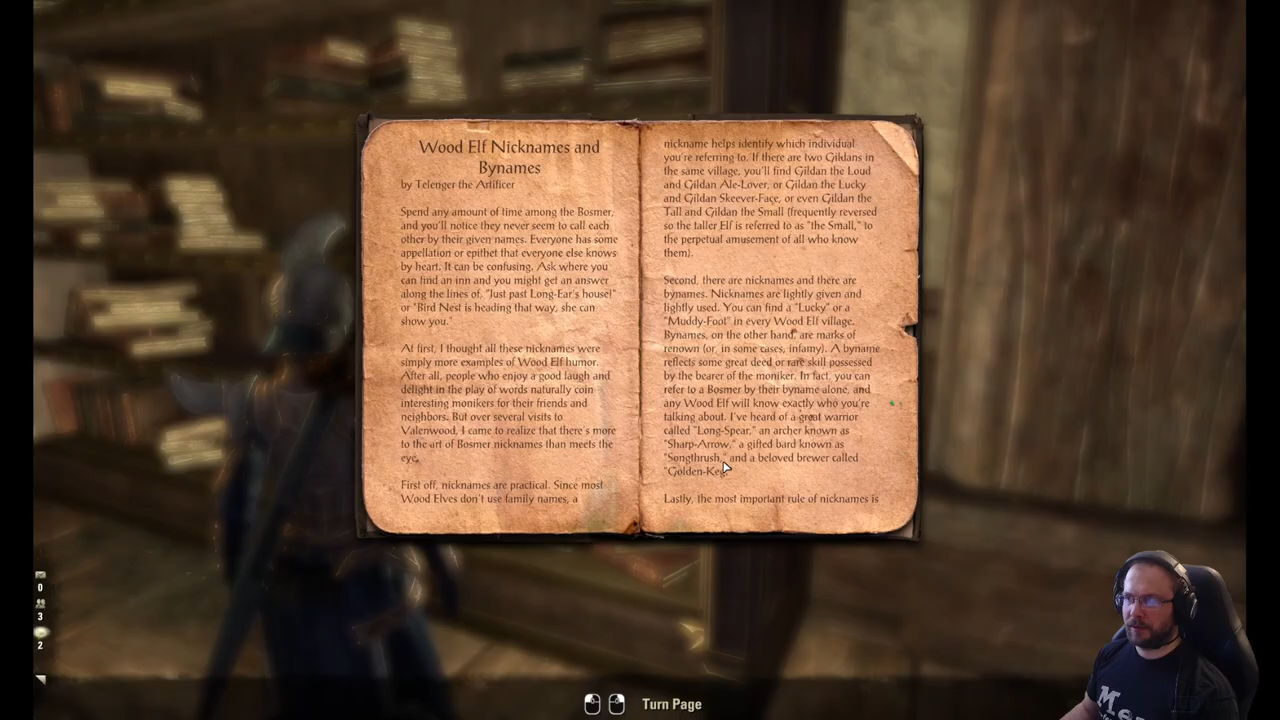 Wood Elf Nicknames and
Bynames
by Telenger the Artificer
Spend any amount of time among the Bosmer,
and you'll notice they never seem to call each
other by their given names. Everyone has some
appellation or epithet that everyone else knows
by heart. It can be confusing. Ask where you
can find an inn and you might get an answer
along the lines of, "Just past Long-Ear's house!"
or "Bird Nest is heading that way, she can
show you."
At first, I thought all these nicknames were
simply more examples of Wood Elf humor.
After all, people who enjoy a good laugh and
delight in the play of words naturally coin
interesting monikers for their friends and
neighbors. But over several visits to
Valenwood, I came to realize that there's more
to the art of Bosmer nicknames than meets the
eye.
First off, nicknames are practical. Since most
Wood Elves don't use family names, a
nickname helps identify which individual
you're referring to. If there are two Gildans in
the same village, you'll find Gildan the Loud
and Gildan Ale-Lover, or Gildan the Lucky
and Gildan Skeever-Face, or even Gildan the
Tall and Gildan the Small (frequently reversed
so the taller Elf is referred to as "the Small," to
the perpetual amusement of all who know
them).
Second, there are nicknames and there are
bynames. Nicknames are lightly given and
lightly used. You can find a "Lucky" or a
"Muddy-Foot" in every Wood Elf village.
Bynames, on the other hand, are marks of
renown (or, in some cases, infamy). A byname
reflects some great deed or rare skill possessed
by the bearer of the moniker. In fact, you can
refer to a Bosmer by their byname alone, and
any Wood Elf will know exactly who you're
talking about. I've heard of a great warrior
called "Long-Spear," an archer known as
"Sharp-Arrow," a gifted bard known as
"Songthrush," and a beloved brewer called
"Golden-Keg."
Lastly, the most important rule of nicknames is
0
3
2
Turn Page